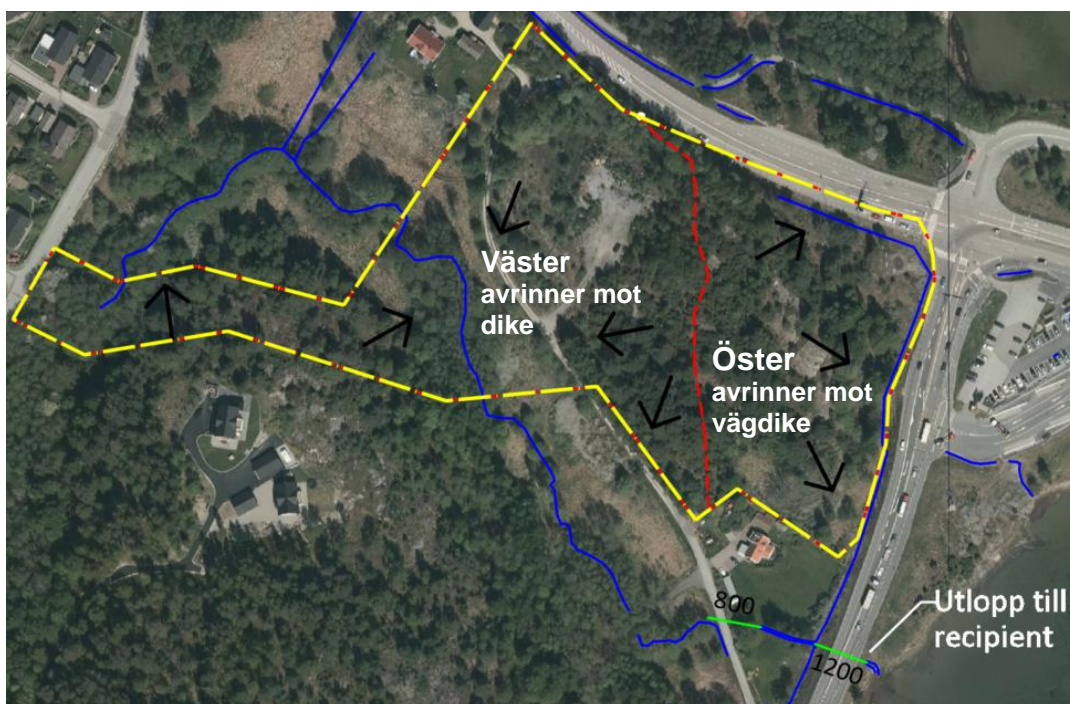 Väster
avrinner mot
dike
Öster
avrinner mot
vägdike
800
1200
Utlopp till
recipient